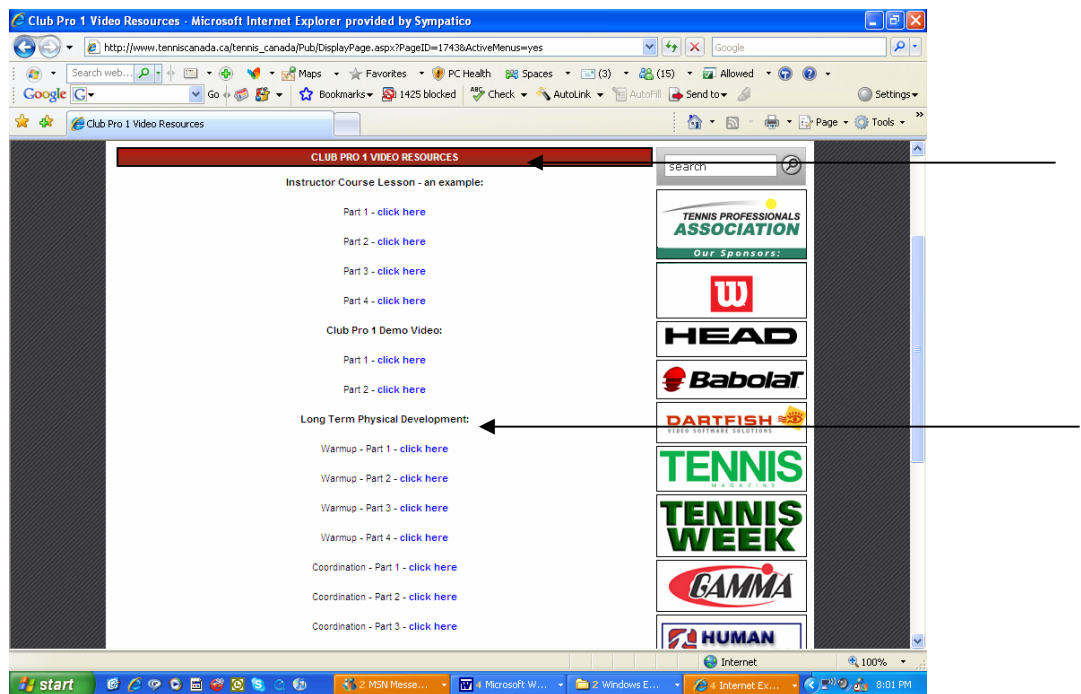 Club Pro 1 Video Resources - Microsoft Internet Explorer provided by Sympatico
http://www.tenniscanada.ca/tennis_canada/Pub/DisplayPage.aspx?PageID=1743&ActiveMenus=yes
Google
Search web...
Maps Favorites PC Health Spaces (3) (15) Allowed
Google G Go Bookmarks 1425 blocked Check AutoLink AutoFill Send to Settings
Club Pro 1 Video Resources
Page Tools
CLUB PRO 1 VIDEO RESOURCES
Instructor Course Lesson - an example:
Part 1 - click here
Part 2 - click here
Part 3 - click here
Part 4 - click here
Club Pro 1 Demo Video:
Part 1 - click here
Part 2 - click here
Long Term Physical Development:
Warmup - Part 1 - click here
Warmup - Part 2 - click here
Warmup - Part 3 - click here
Warmup - Part 4 - click here
Coordination - Part 1 - click here
Coordination - Part 2 - click here
Coordination - Part 3 - click here
search
TENNIS PROFESSIONALS
ASSOCIATION
Our Sponsors:
W
HEAD
Babolat
DARTFISH
VIDEO SOFTWARE SOLUTIONS
TENNIS
MAGAZINE
TENNIS
WEEK
GAMMA
HUMAN
Internet 100%
start 2 MSN Messe... 4 Microsoft W... 2 Windows E... 4 Internet Ex... 8:01 PM